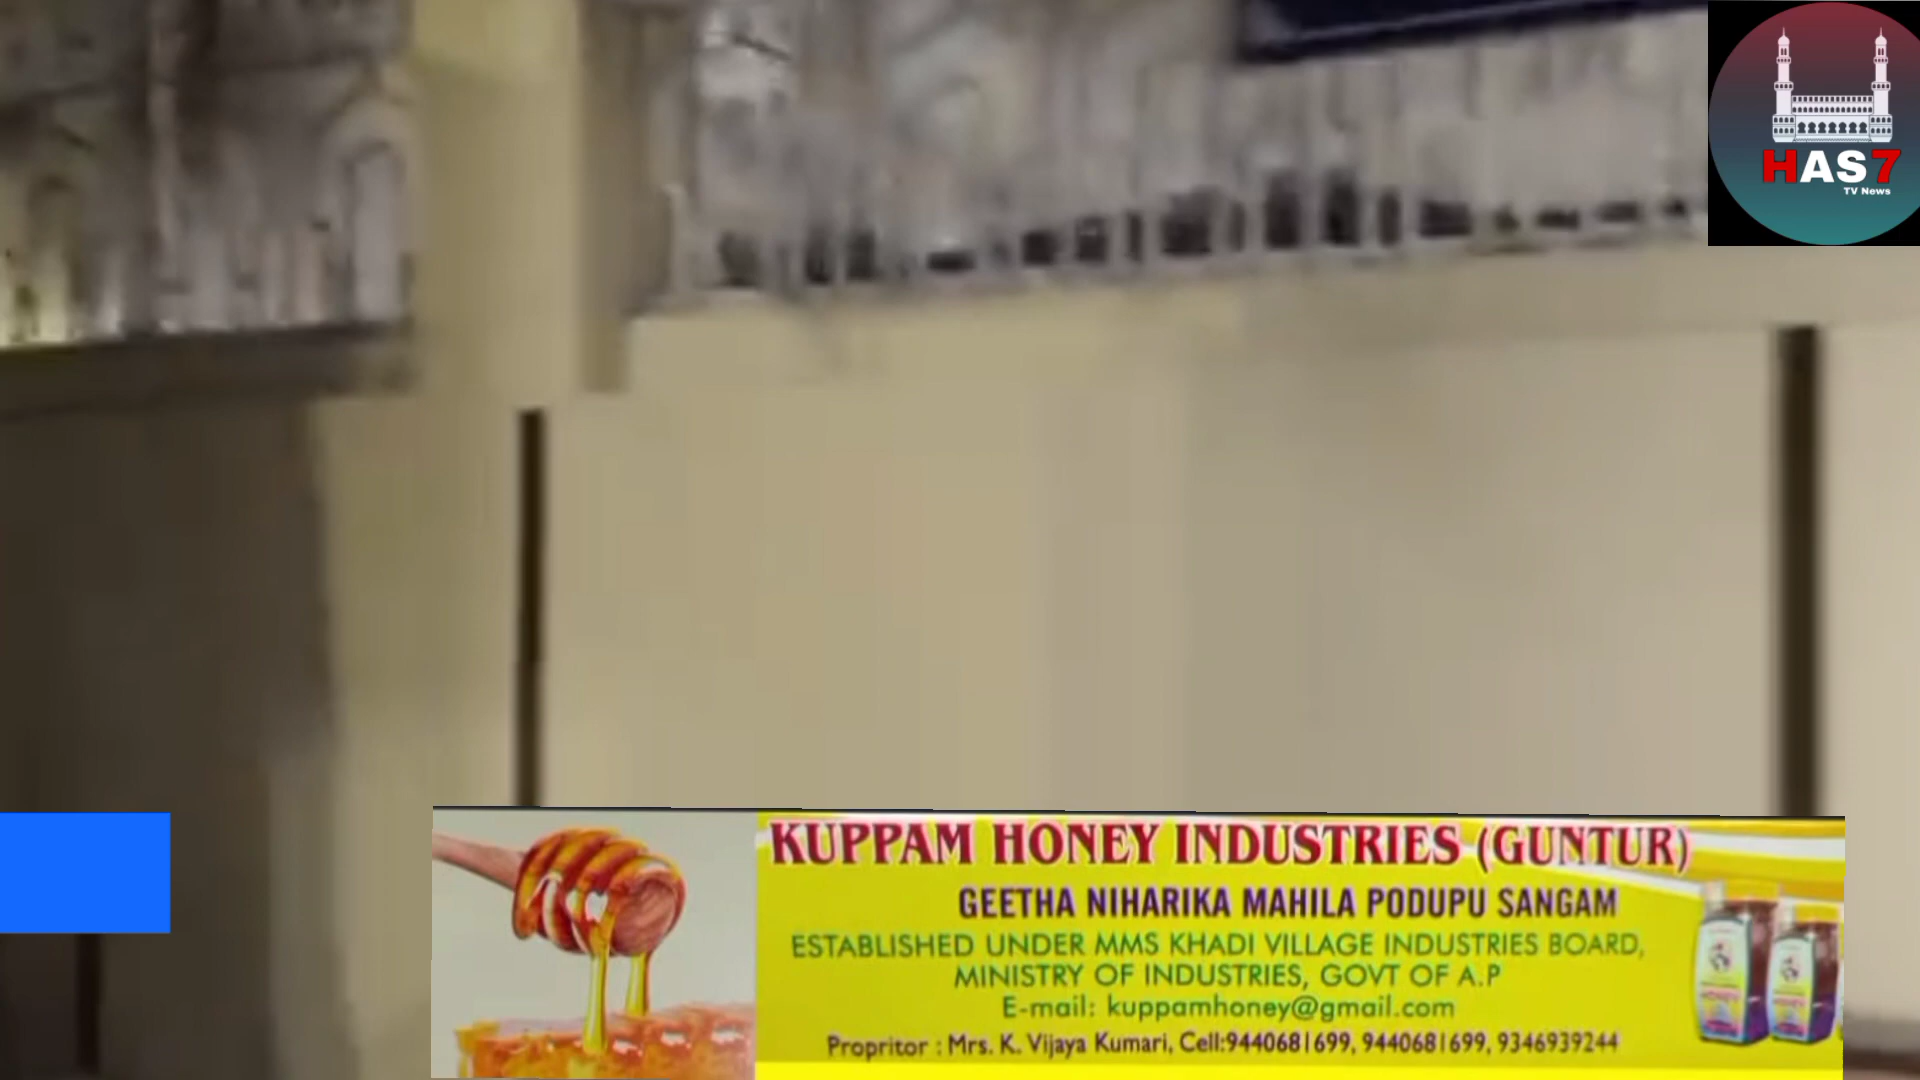 HAS7
TV News
KUPPAM HONEY INDUSTRIES (GUNTUR)
GEETHA NIHARIKA MAHILA PODUPU SANGAM
ESTABLISHED UNDER MMS KHADI VILLAGE INDUSTRIES BOARD,
MINISTRY OF INDUSTRIES, GOVT OF A.P
E-mail: kuppamhoney@gmail.com
Propritor : Mrs. K. Vijaya Kumari, Cell:9440681699, 9440681699, 9346939244
HONEY